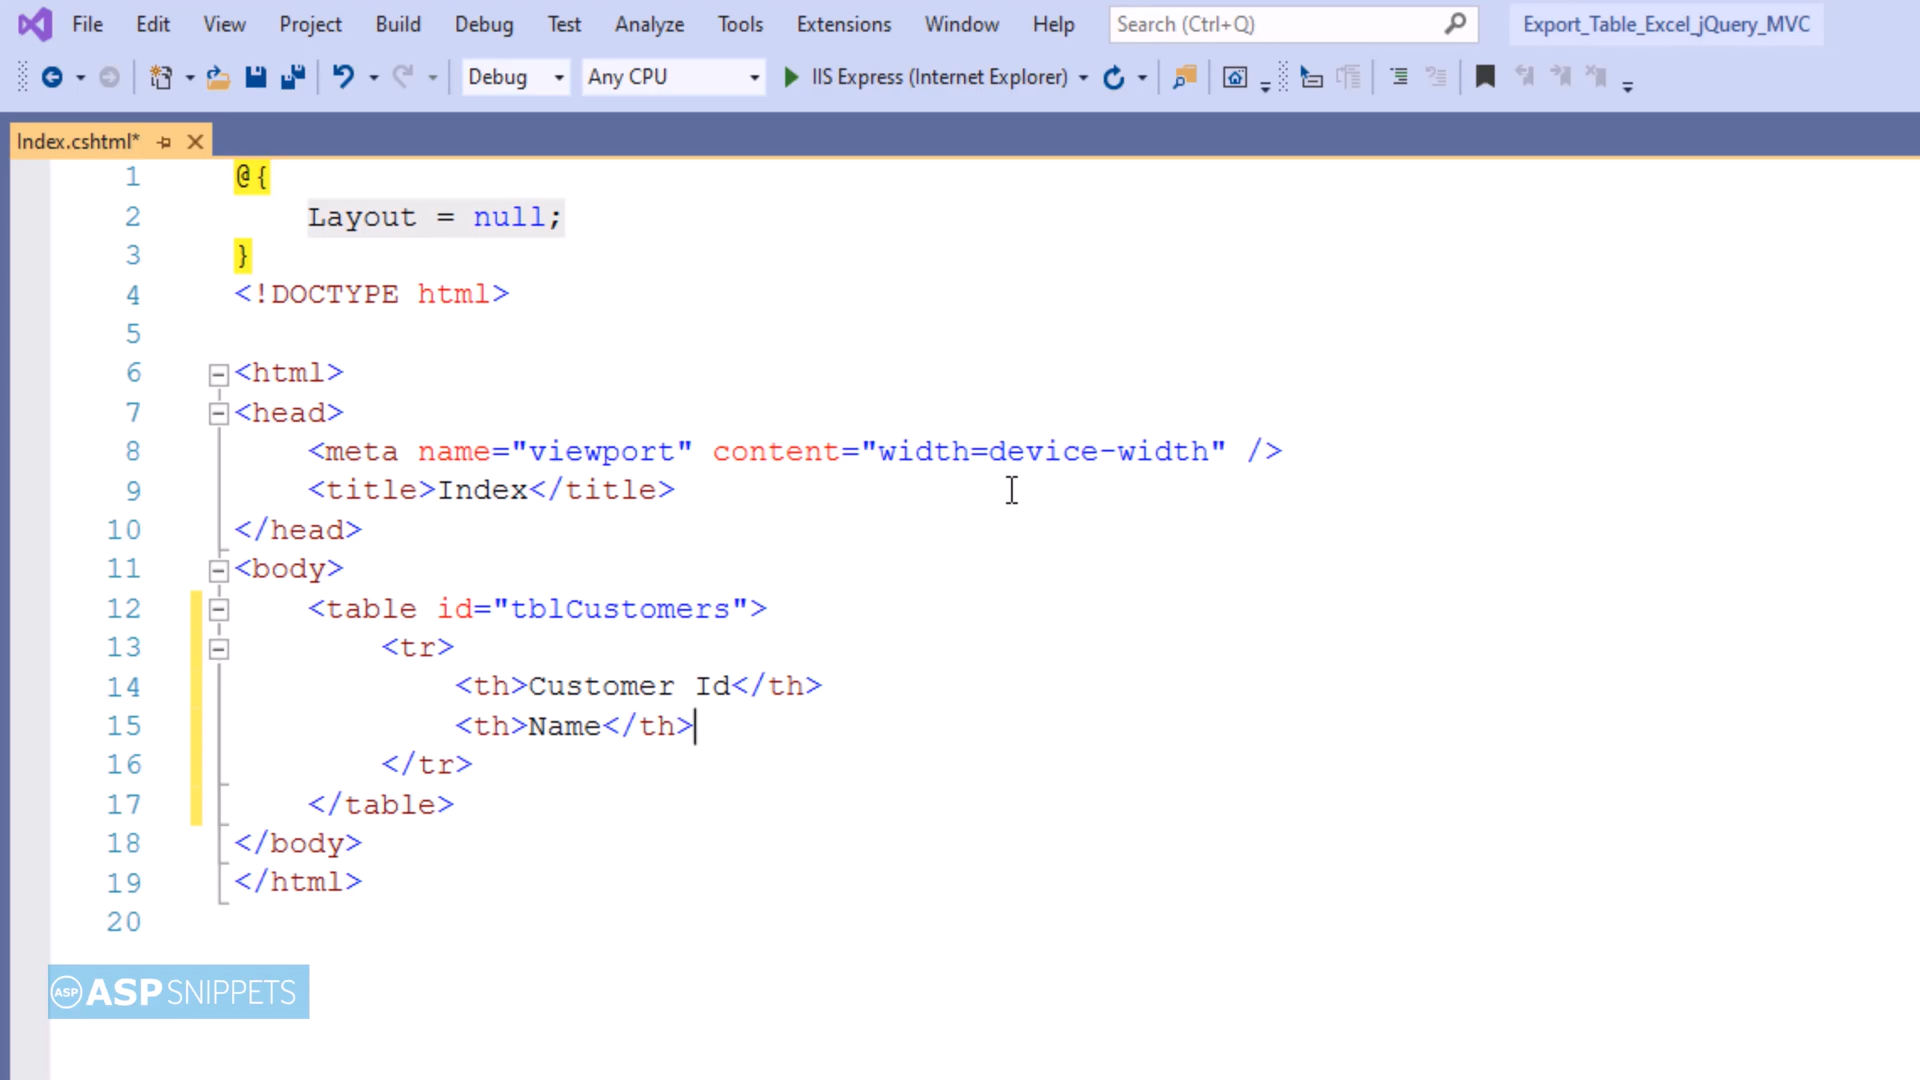 File Edit View Project Build Debug Test Analyze Tools Extensions Window Help Search (Ctrl+Q) Export_Table_Excel_jQuery_MVC
Debug Any CPU IIS Express (Internet Explorer)
Index.cshtml*
1 @{
2 Layout = null;
3 }
4 <!DOCTYPE html>
5
6 <html>
7 <head>
8 <meta name="viewport" content="width=device-width" />
9 <title>Index</title>
10 </head>
11 <body>
12 <table id="tblCustomers">
13 <tr>
14 <th>Customer Id</th>
15 <th>Name</th>
16 </tr>
17 </table>
18 </body>
19 </html>
20
ASP ASPSNIPPETS